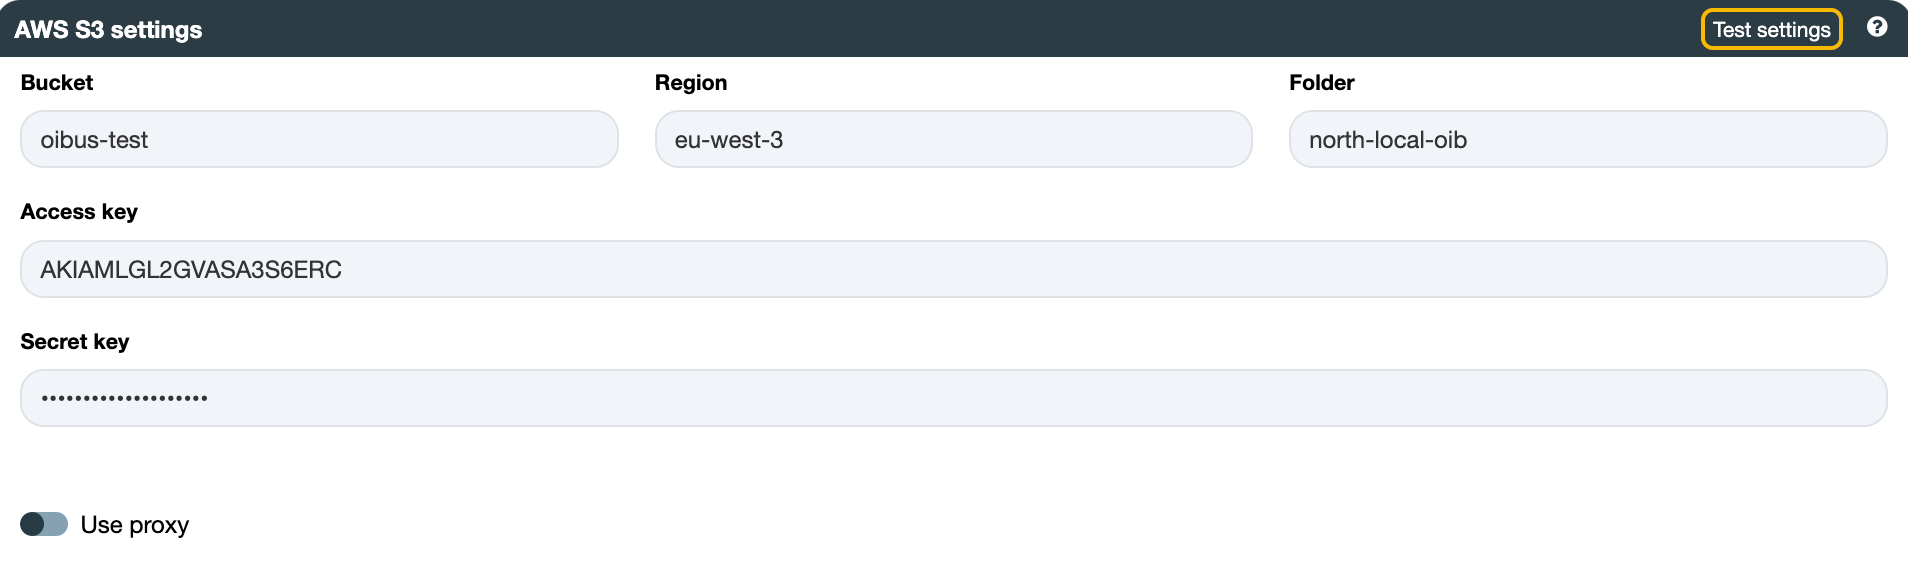 AWS S3 settings Test settings ?
Bucket Region Folder
oibus-test eu-west-3 north-local-oib
Access key
AKIAMLGL2GVASA3S6ERC
Secret key
••••••••••••••••••••
Use proxy